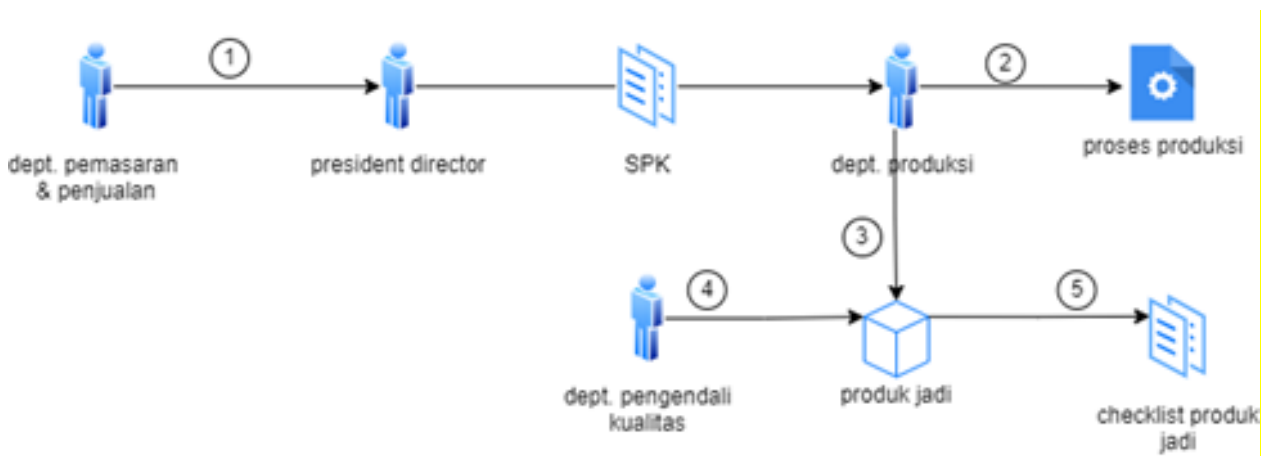 1
2
dept. pemasaran
& penjualan
president director
SPK
dept. produksi
proses produksi
3
4
5
dept. pengendali
kualitas
produk jadi
checklist produk
jadi